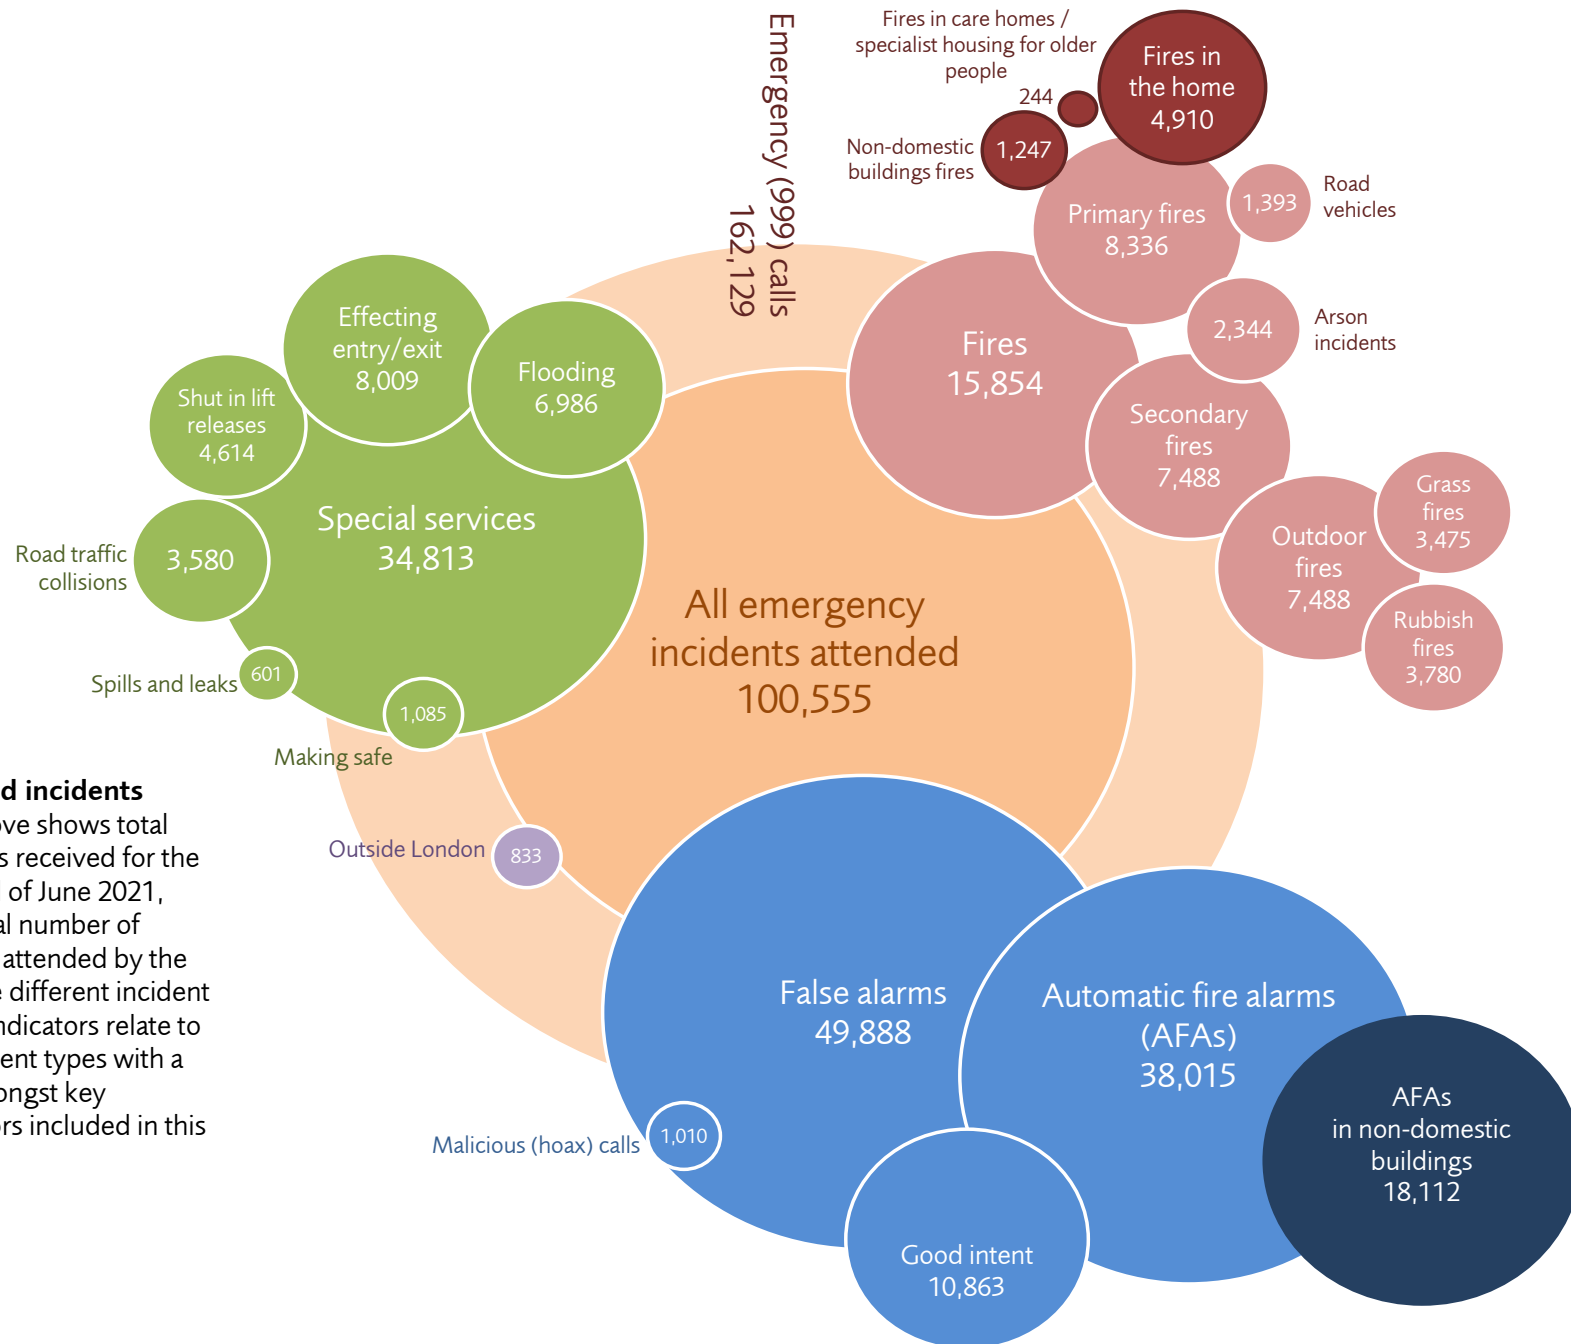 Emergency (999) calls
162,129
Fires in care homes /
specialist housing for older
people
244
Fires in
the home
4,910
Non-domestic
buildings fires
1,247
Primary fires
8,336
1,393
Road
vehicles
2,344
Arson
incidents
Fires
15,854
Secondary
fires
7,488
Outdoor
fires
7,488
Grass
fires
3,475
Rubbish
fires
3,780
Effecting
entry/exit
8,009
Flooding
6,986
Shut in lift
releases
4,614
Special services
34,813
Road traffic
collisions
3,580
Spills and leaks
601
1,085
Making safe
All emergency
incidents attended
100,555
Outside London
833
False alarms
49,888
Automatic fire alarms
(AFAs)
38,015
AFAs
in non-domestic
buildings
18,112
Malicious (hoax) calls
1,010
Good intent
10,863
d incidents
ove shows total
s received for the
l of June 2021,
al number of
attended by the
e different incident
ndicators relate to
ent types with a
ongst key
ors included in this